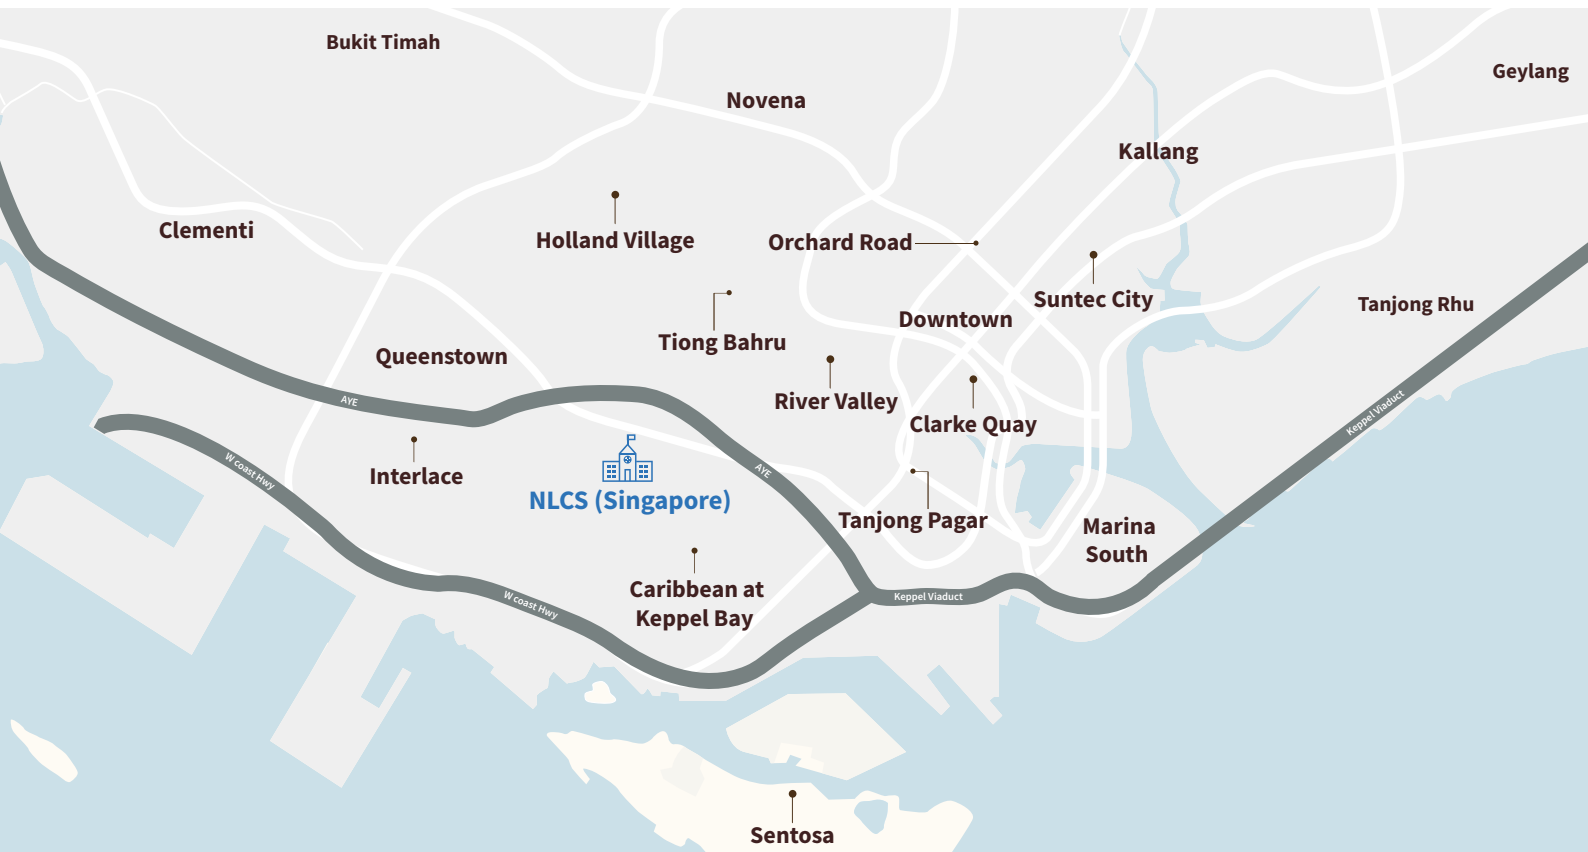 Bukit Timah
Geylang
Novena
Kallang
Clementi
Holland Village
Orchard Road
Suntec City
Tanjong Rhu
Downtown
Tiong Bahru
Queenstown
AYE
River Valley
Keppel Viaduct
Clarke Quay
W coast Hwy
Interlace
AYE
NLCS (Singapore)
Tanjong Pagar
Marina
South
Caribbean at
Keppel Bay
W coast Hwy
Keppel Viaduct
Sentosa